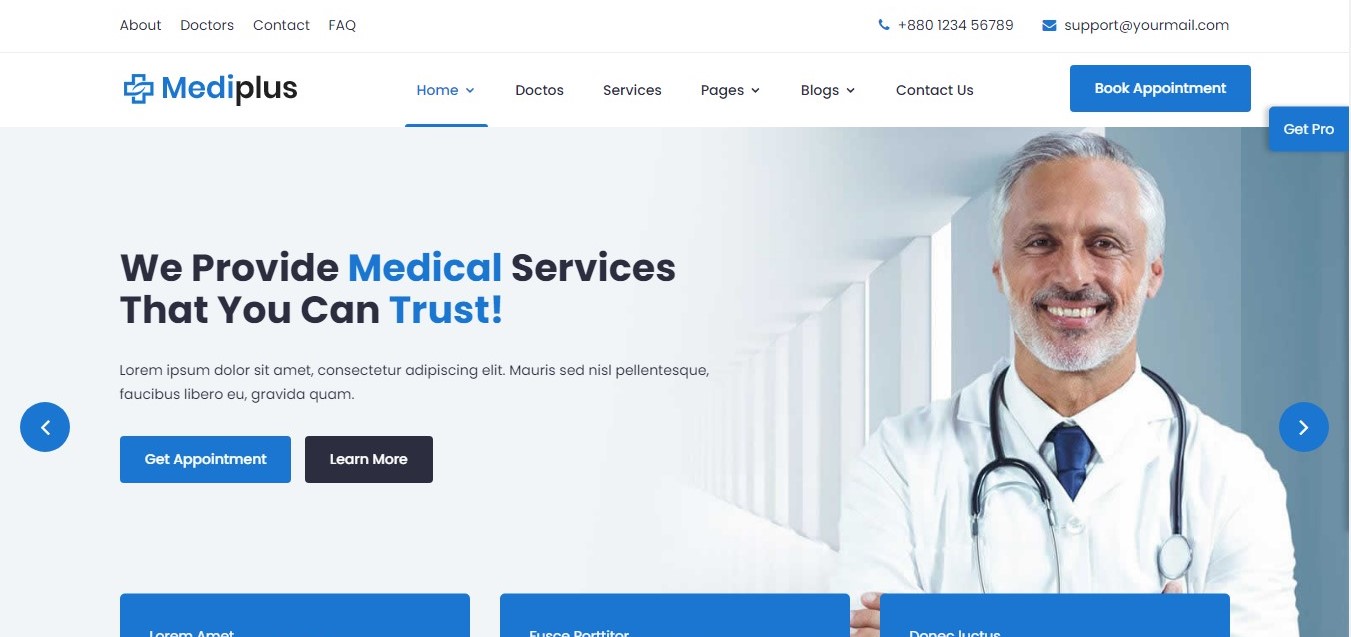 About Doctors Contact FAQ +880 1234 56789 support@yourmail.com
Mediplus Home Doctos Services Pages Blogs Contact Us Book Appointment
Get Pro
We Provide Medical Services
That You Can Trust!
Lorem ipsum dolor sit amet, consectetur adipiscing elit. Mauris sed nisl pellentesque,
faucibus libero eu, gravida quam.
Get Appointment Learn More
Lorem Amet Fusce Porttitor Donec luctus